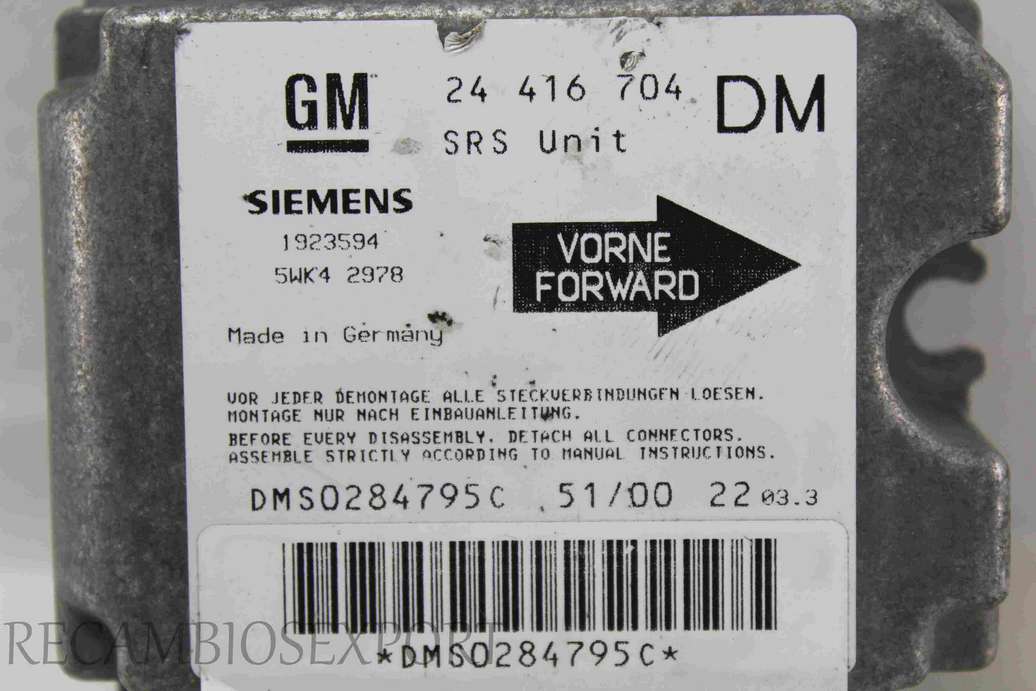 GM 24 416 704 DM
SRS Unit
SIEMENS
1923594
5WK4 2978
VORNE
FORWARD
Made in Germany
VOR JEDER DEMONTAGE ALLE STECKVERBINDUNGEN LOESEN.
MONTAGE NUR NACH EINBAUANLEITUNG.
BEFORE EVERY DISASSEMBLY, DETACH ALL CONNECTORS.
ASSEMBLE STRICTLY ACCORDING TO MANUAL INSTRUCTIONS.
DMS0284795C 51/00 22 03.3
*DMS0284795C*
RECAMBIOSEXPORT